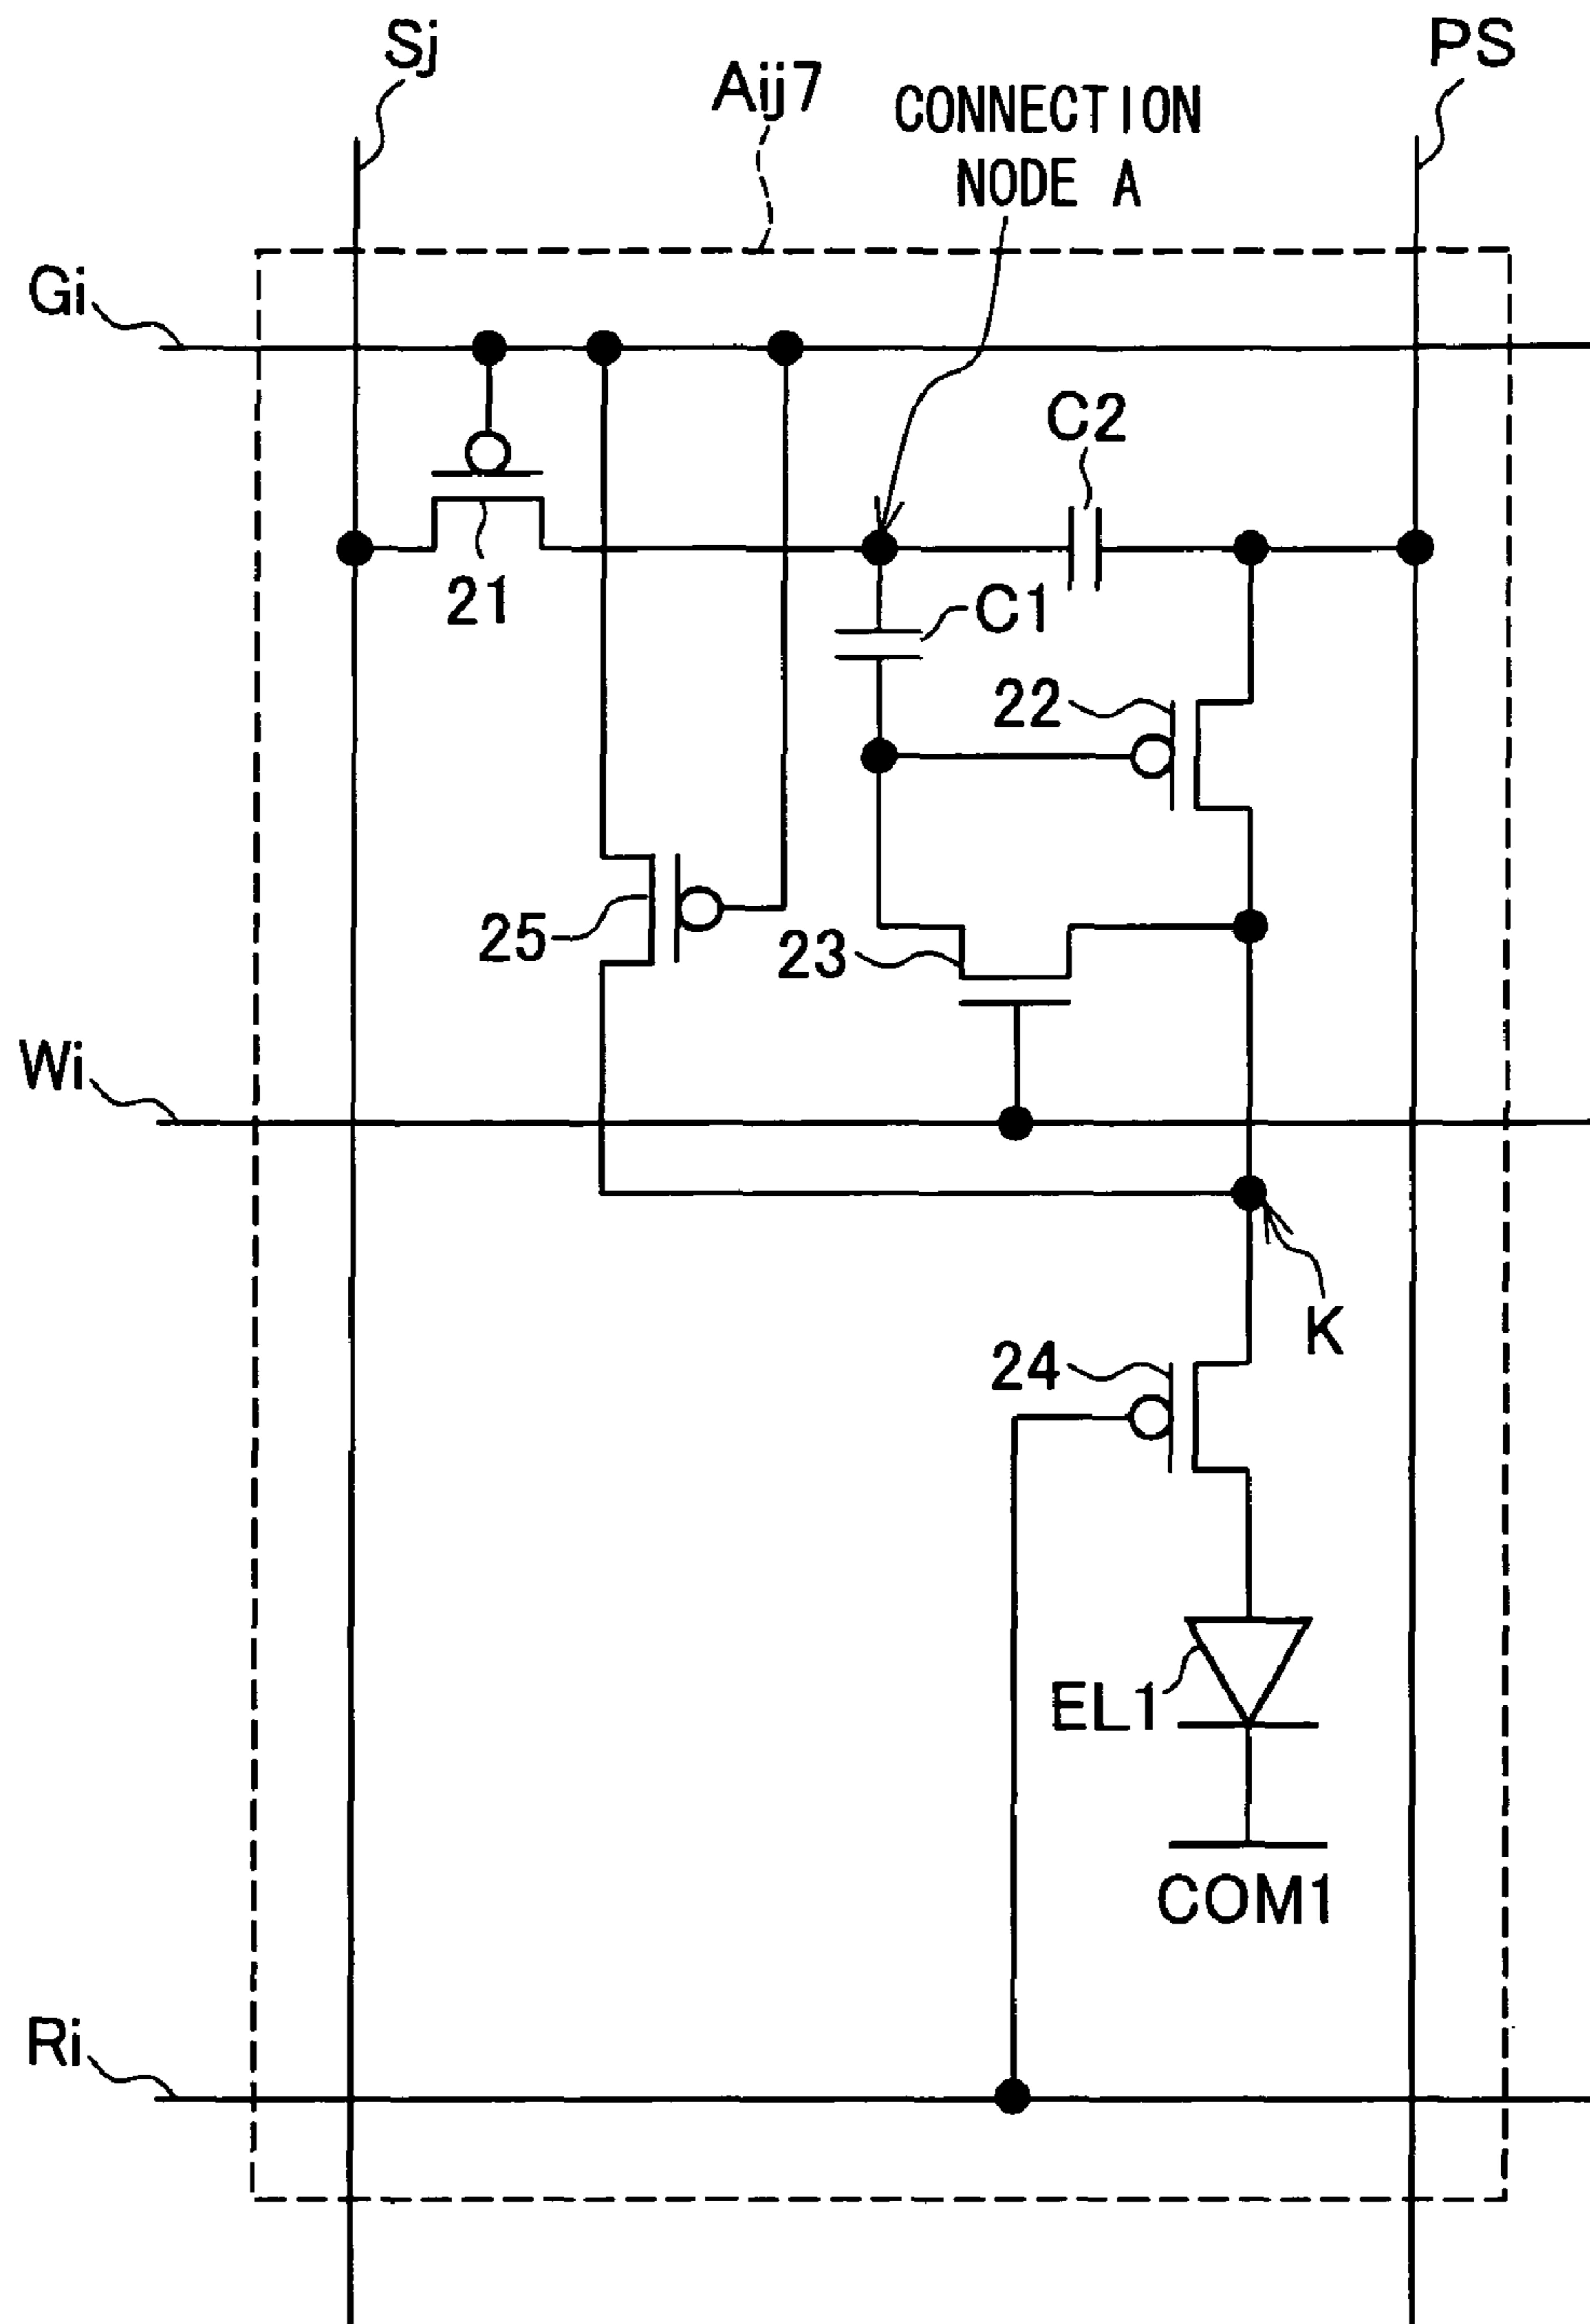 Sj
PS
Aij7
CONNECTION
NODE A
Gi
C2
21
C1
22
25
23
Wi
K
24
EL1
COM1
Ri